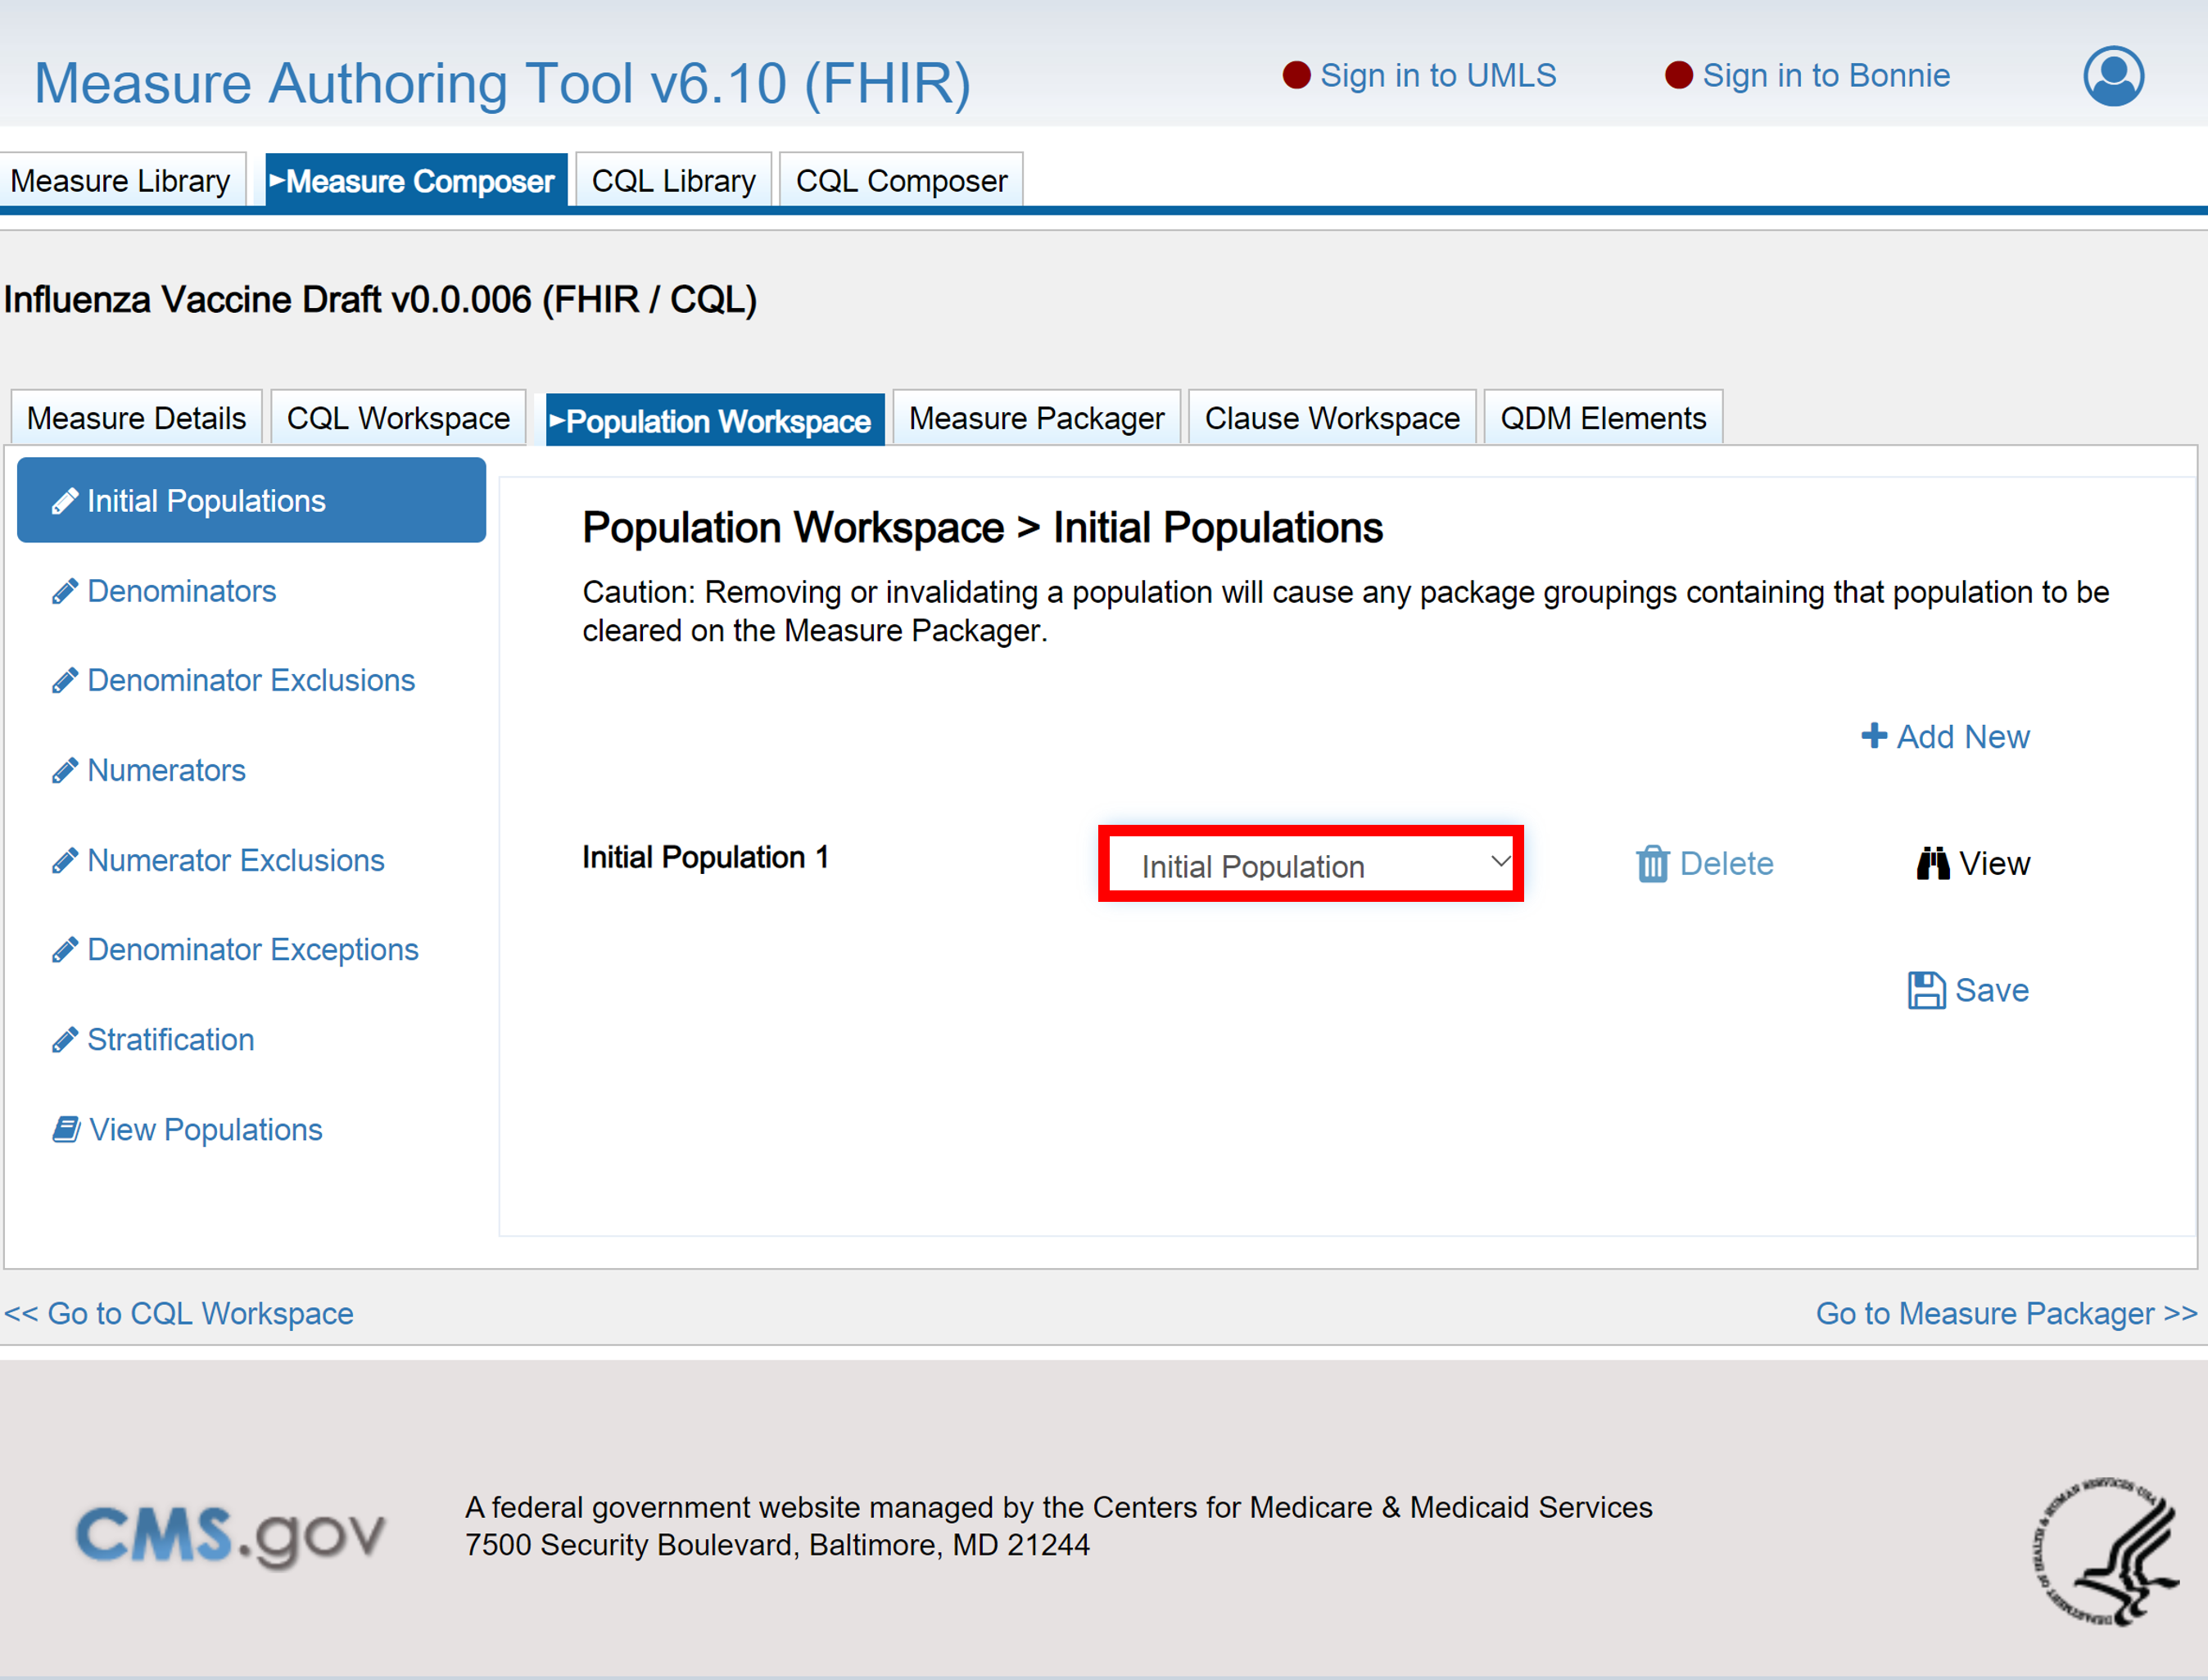 Measure Authoring Tool v6.10 (FHIR)
Sign in to UMLS
Sign in to Bonnie
Measure Library
►Measure Composer
CQL Library
CQL Composer
Influenza Vaccine Draft v0.0.006 (FHIR / CQL)
Measure Details
CQL Workspace
►Population Workspace
Measure Packager
Clause Workspace
QDM Elements
Initial Populations
Denominators
Denominator Exclusions
Numerators
Numerator Exclusions
Denominator Exceptions
Stratification
View Populations
Population Workspace > Initial Populations
Caution: Removing or invalidating a population will cause any package groupings containing that population to be
cleared on the Measure Packager.
Add New
Initial Population 1
Initial Population
Delete
View
Save
<< Go to CQL Workspace
Go to Measure Packager >>
CMS.gov
A federal government website managed by the Centers for Medicare & Medicaid Services
7500 Security Boulevard, Baltimore, MD 21244
DEPARTMENT OF HEALTH & HUMAN SERVICES·USA